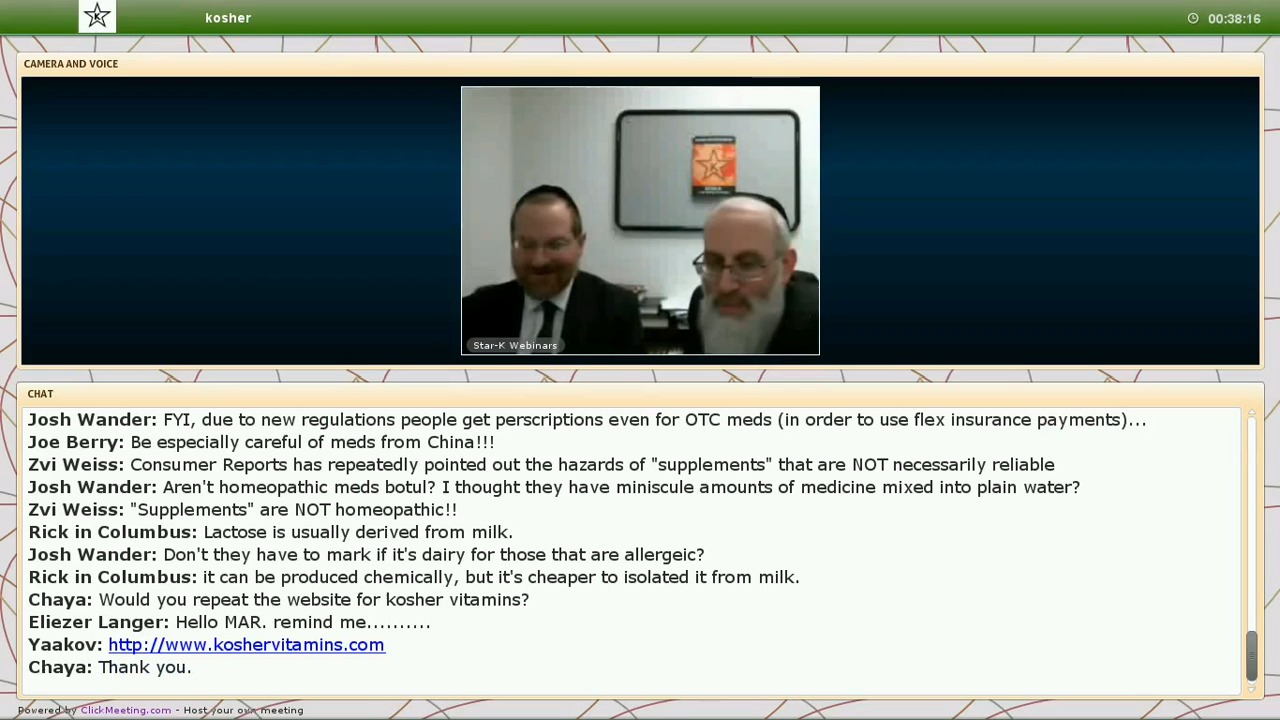 K
kosher
00:38:16
CAMERA AND VOICE
K
Star-K Webinars
CHAT
Josh Wander: FYI, due to new regulations people get perscriptions even for OTC meds (in order to use flex insurance payments)...
Joe Berry: Be especially careful of meds from China!!!
Zvi Weiss: Consumer Reports has repeatedly pointed out the hazards of "supplements" that are NOT necessarily reliable
Josh Wander: Aren't homeopathic meds botul? I thought they have miniscule amounts of medicine mixed into plain water?
Zvi Weiss: "Supplements" are NOT homeopathic!!
Rick in Columbus: Lactose is usually derived from milk.
Josh Wander: Don't they have to mark if it's dairy for those that are allergeic?
Rick in Columbus: it can be produced chemically, but it's cheaper to isolated it from milk.
Chaya: Would you repeat the website for kosher vitamins?
Eliezer Langer: Hello MAR. remind me..........
Yaakov: http://www.koshervitamins.com
Chaya: Thank you.
Powered by ClickMeeting.com - Host your own meeting